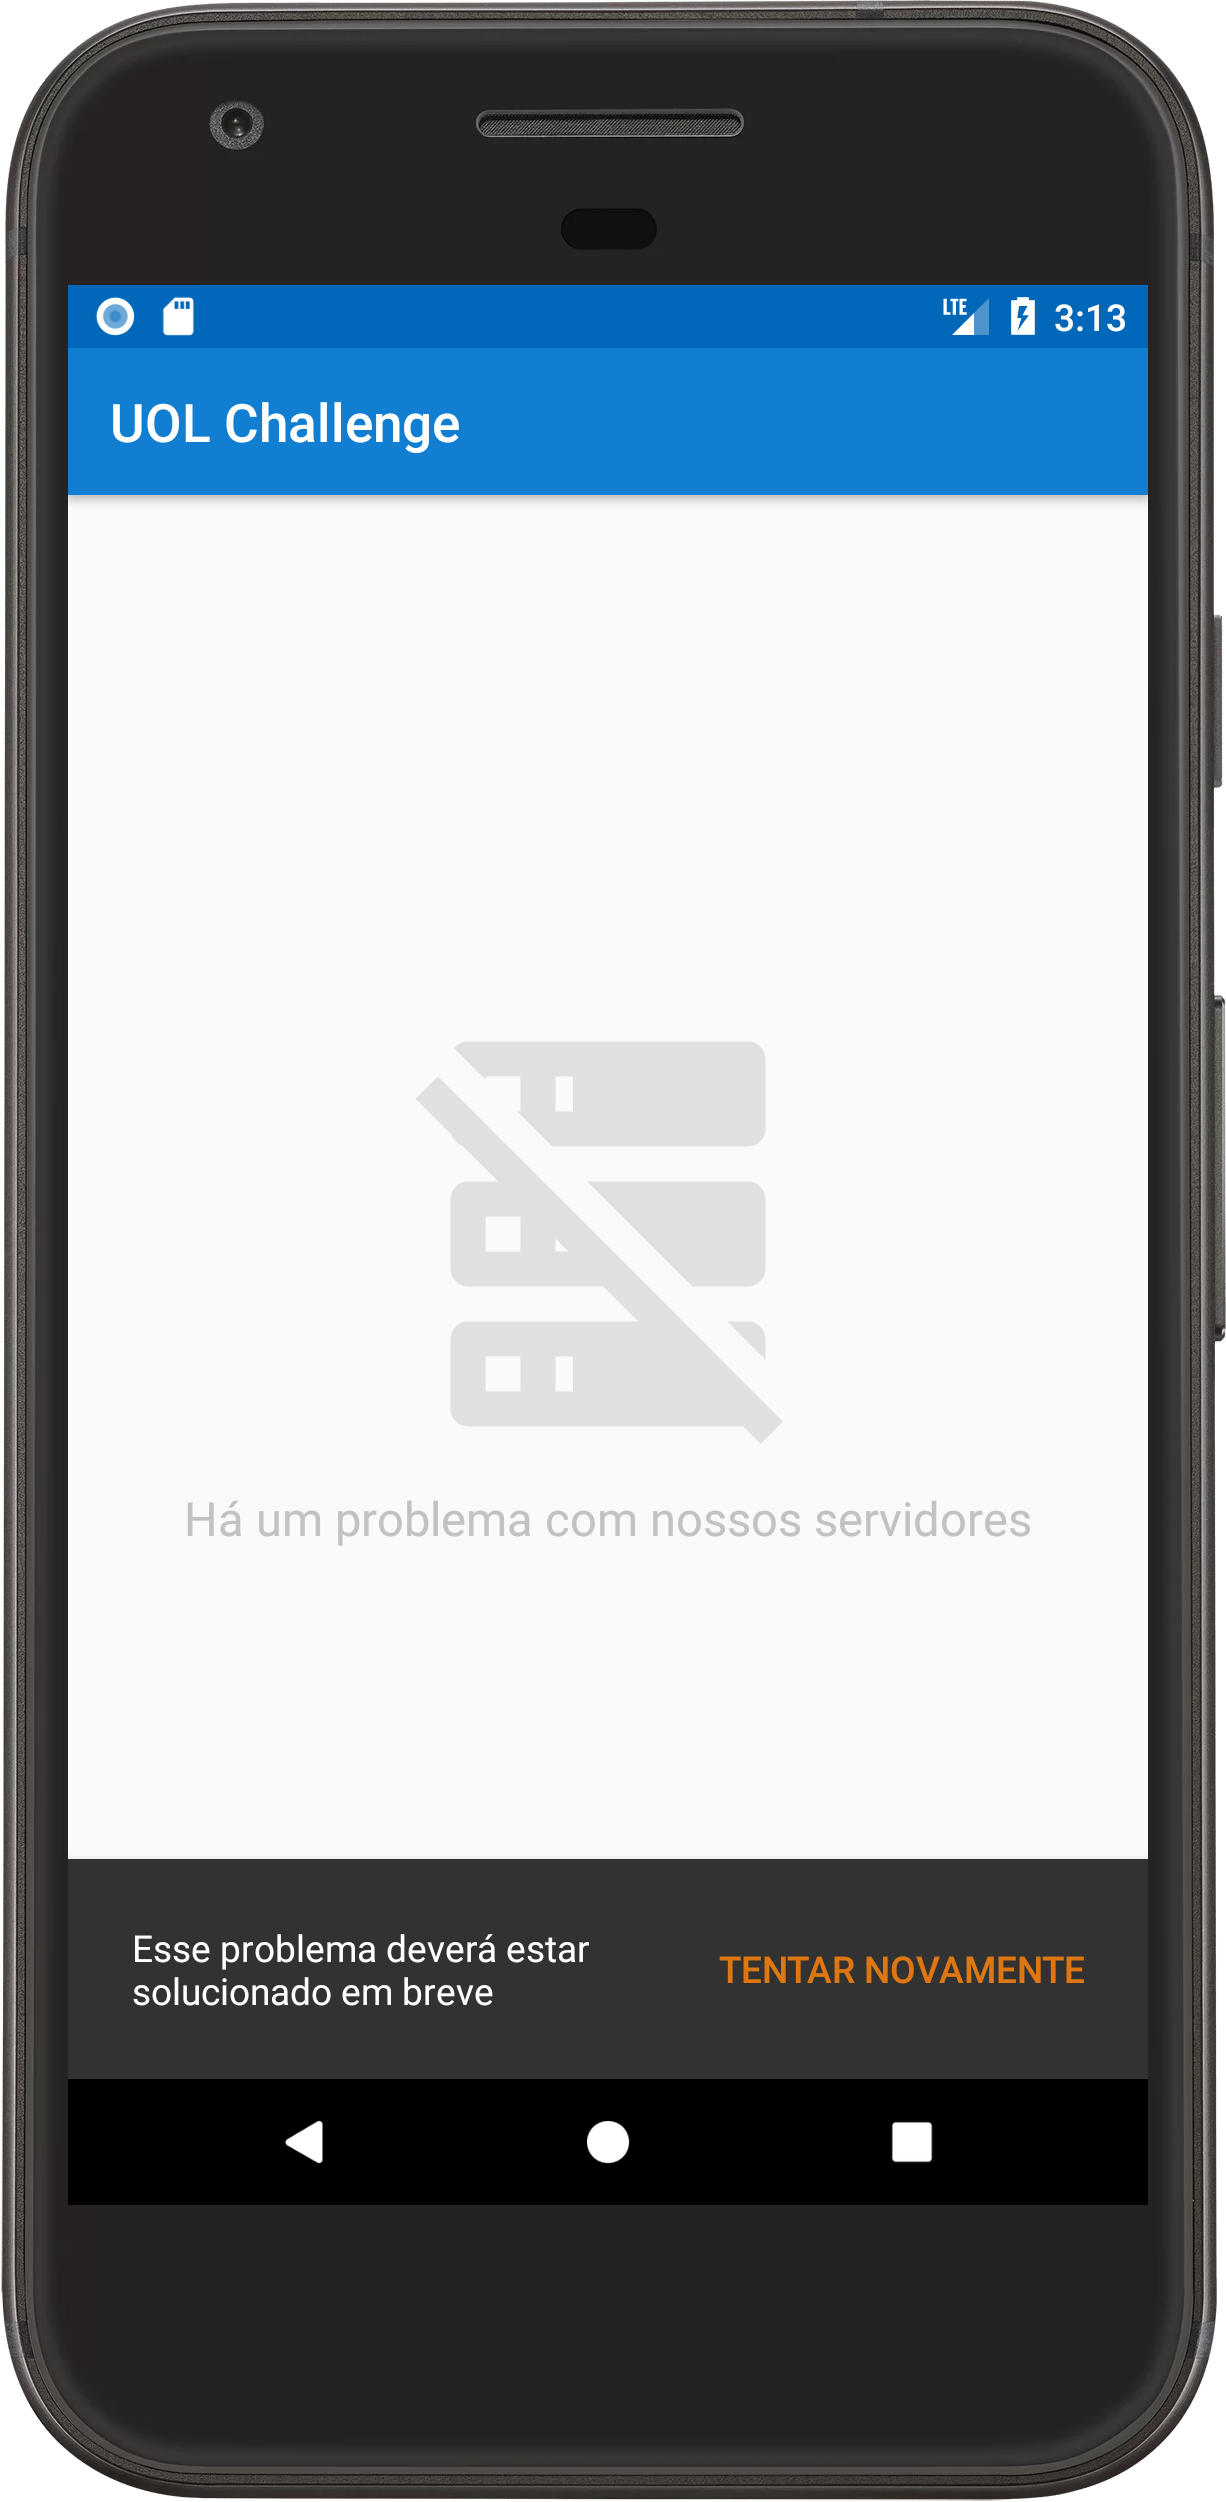 LTE 3:13
UOL Challenge
Há um problema com nossos servidores
Esse problema deverá estar
solucionado em breve
TENTAR NOVAMENTE